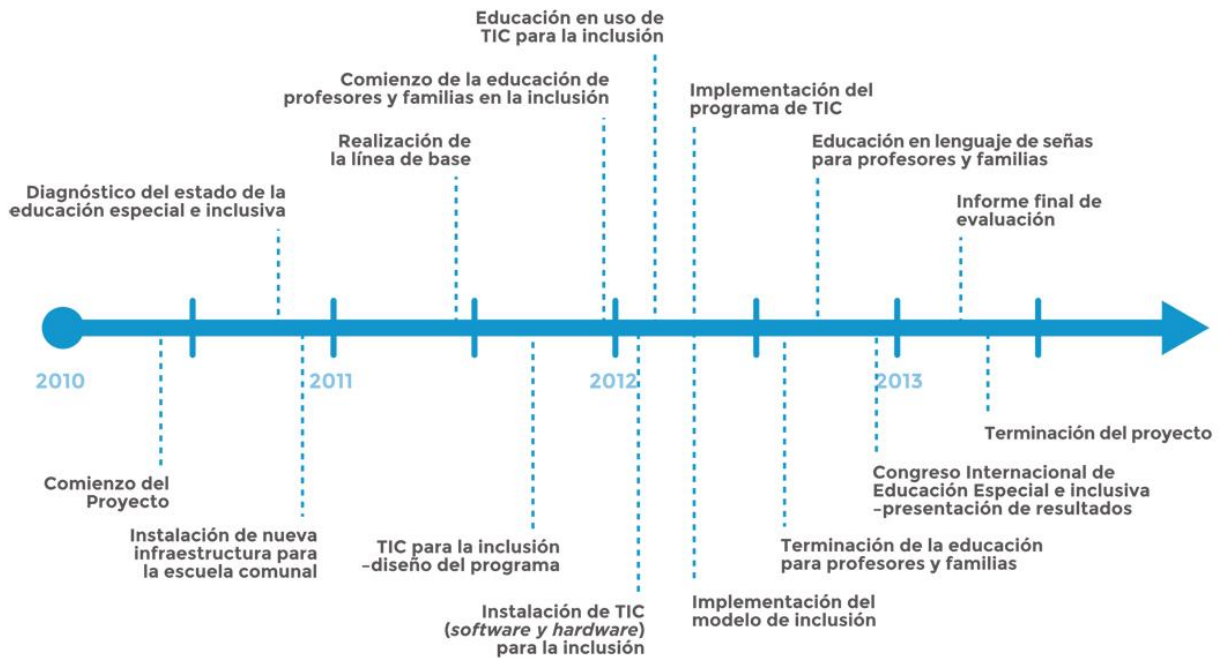 Educación en uso de
TIC para la inclusión
Comienzo de la educación de
profesores y familias en la inclusión
Implementación del
programa de TIC
Realización de
la línea de base
Educación en lenguaje de señas
para profesores y familias
Diagnóstico del estado de la
educación especial e inclusiva
Informe final de
evaluación
2010
2011
2012
2013
Comienzo del
Proyecto
Instalación de nueva
infraestructura para
la escuela comunal
TIC para la inclusión
–diseño del programa
Instalación de TIC
(software y hardware)
para la inclusión
Implementación del
modelo de inclusión
Terminación de la educación
para profesores y familias
Congreso Internacional de
Educación Especial e inclusiva
–presentación de resultados
Terminación del proyecto